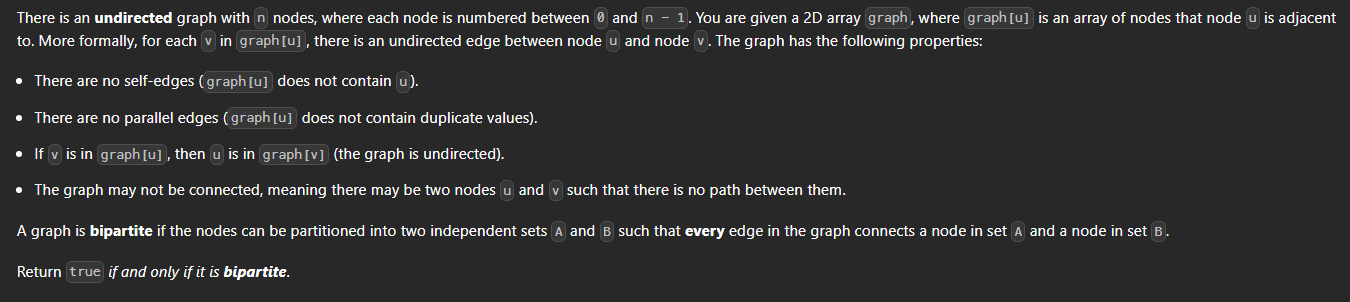 There is an undirected graph with n nodes, where each node is numbered between 0 and n - 1. You are given a 2D array graph, where graph[u] is an array of nodes that node u is adjacent
to. More formally, for each v in graph[u], there is an undirected edge between node u and node v. The graph has the following properties:
• There are no self-edges (graph[u] does not contain u).
• There are no parallel edges (graph[u] does not contain duplicate values).
• If v is in graph[u], then u is in graph[v] (the graph is undirected).
• The graph may not be connected, meaning there may be two nodes u and v such that there is no path between them.
A graph is bipartite if the nodes can be partitioned into two independent sets A and B such that every edge in the graph connects a node in set A and a node in set B.
Return true if and only if it is bipartite.